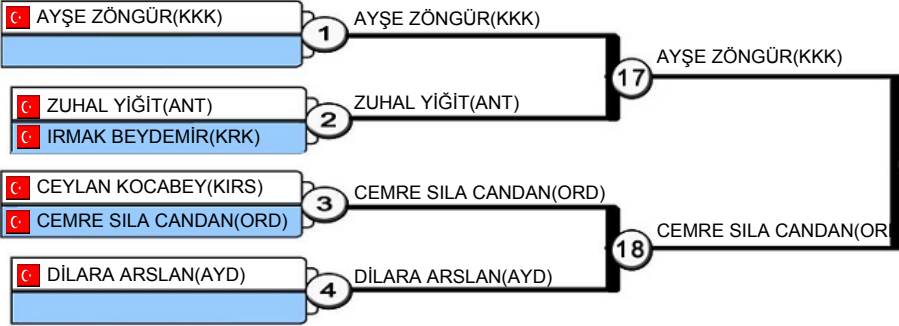 AYŞE ZÖNGÜR(KKK)
1
AYŞE ZÖNGÜR(KKK)
17
AYŞE ZÖNGÜR(KKK)
ZUHAL YİĞİT(ANT)
IRMAK BEYDEMİR(KRK)
2
ZUHAL YİĞİT(ANT)
CEYLAN KOCABEY(KIRS)
CEMRE SILA CANDAN(ORD)
3
CEMRE SILA CANDAN(ORD)
18
CEMRE SILA CANDAN(OR
DİLARA ARSLAN(AYD)
4
DİLARA ARSLAN(AYD)